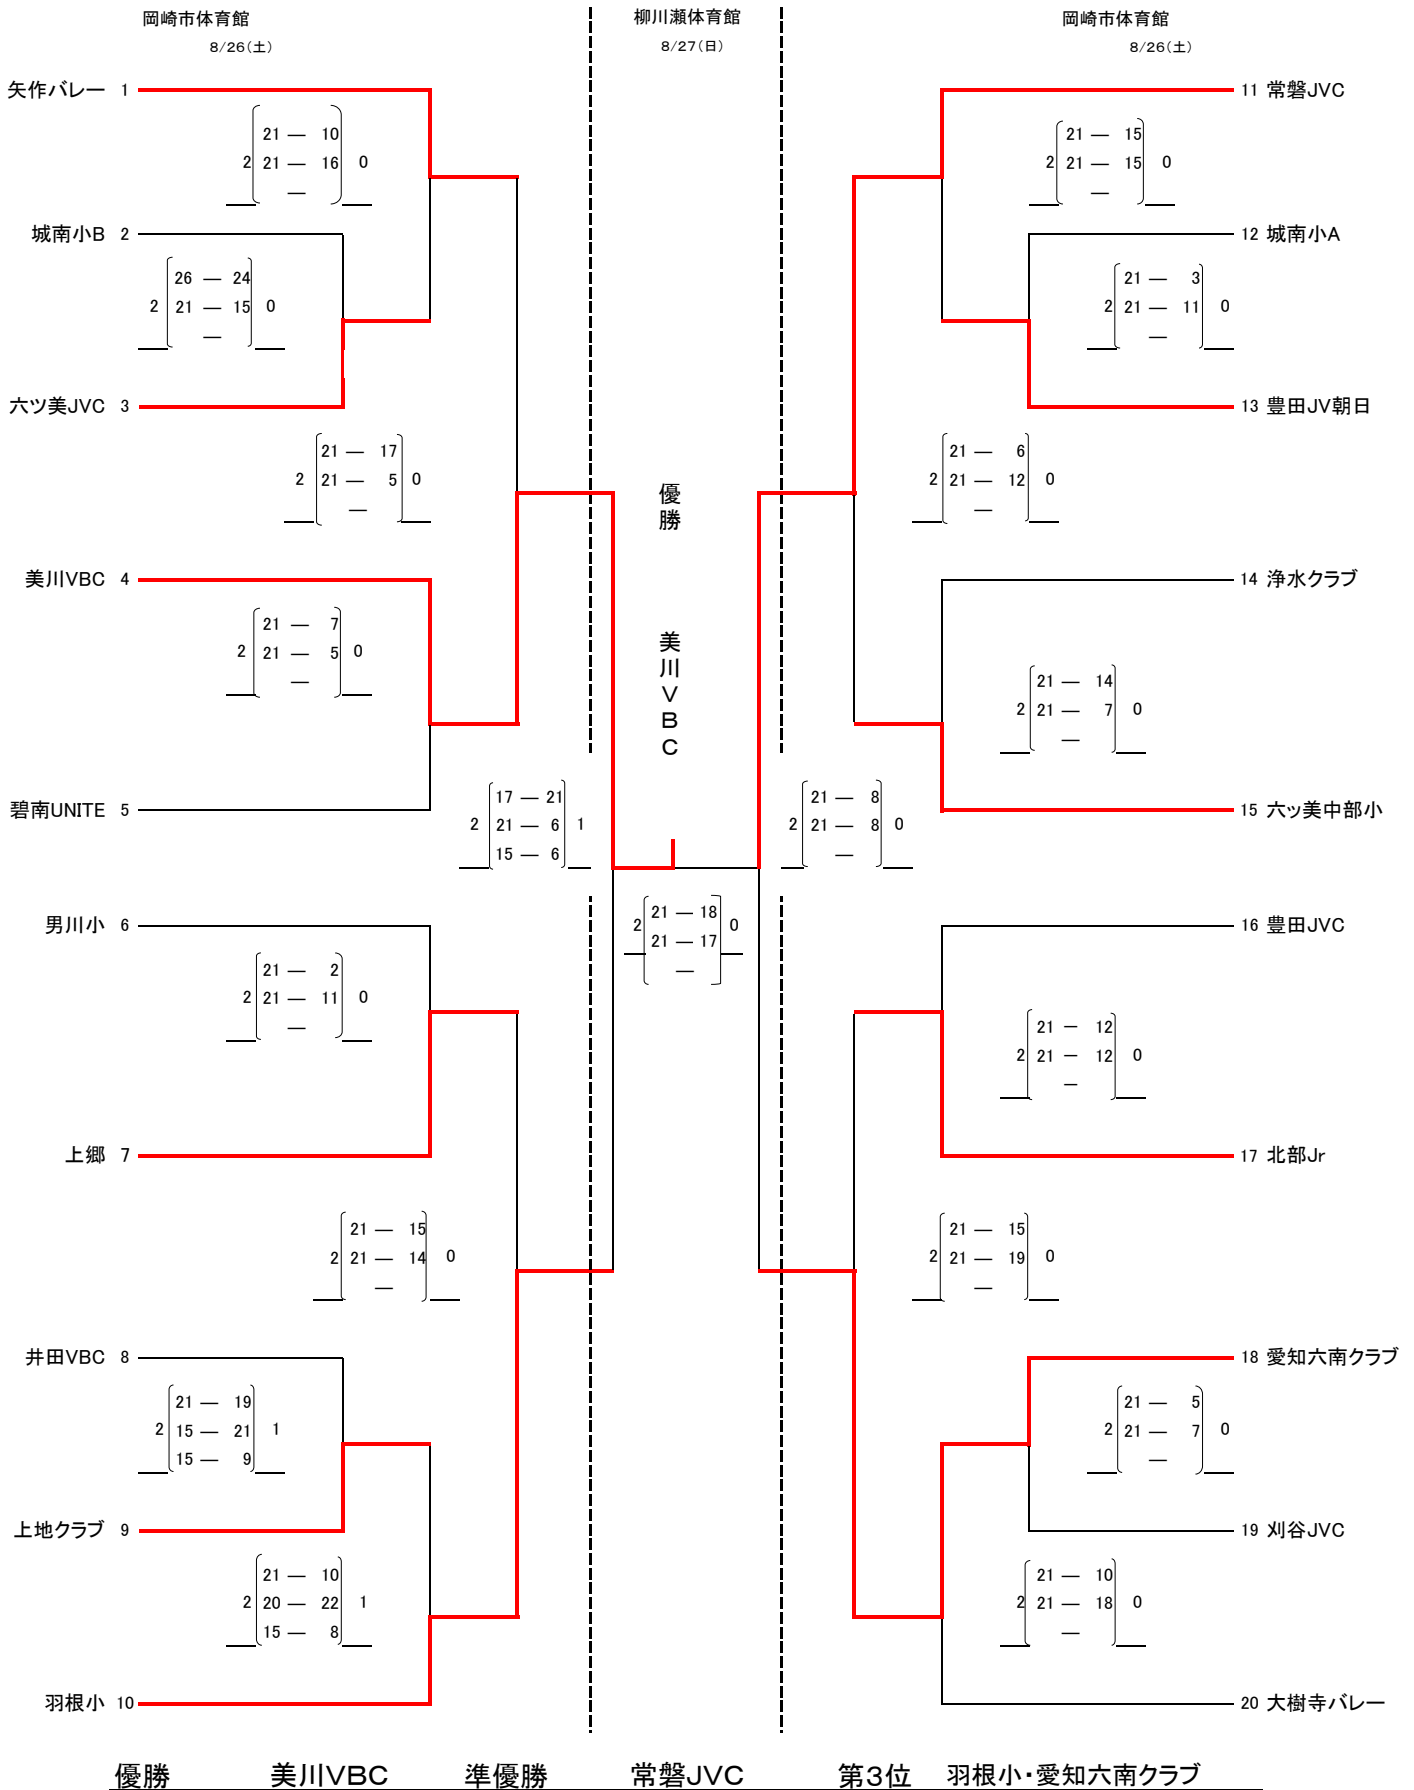 岡崎市体育館 柳川瀬体育館 岡崎市体育館
8/26(土) 8/27(日) 8/26(土)
矢作バレー 1
21 ― 10
2 21 ― 16 0
―
城南小B 2
26 ― 24
2 21 ― 15 0
―
六ツ美JVC 3
21 ― 17
2 21 ― 5 0
―
美川VBC 4
21 ― 7
2 21 ― 5 0
―
碧南UNITE 5
17 ― 21
2 21 ― 6 1
15 ― 6
男川小 6
21 ― 2
2 21 ― 11 0
―
上郷 7
21 ― 15
2 21 ― 14 0
―
井田VBC 8
21 ― 19
2 15 ― 21 1
15 ― 9
上地クラブ 9
21 ― 10
2 20 ― 22 1
15 ― 8
羽根小 10
優勝
美川VBC
21 ― 18
2 21 ― 17 0
―
11 常磐JVC
21 ― 15
2 21 ― 15 0
―
12 城南小A
21 ― 3
2 21 ― 11 0
―
13 豊田JV朝日
21 ― 6
2 21 ― 12 0
―
14 浄水クラブ
21 ― 14
2 21 ― 7 0
―
15 六ッ美中部小
21 ― 8
2 21 ― 8 0
―
16 豊田JVC
21 ― 12
2 21 ― 12 0
―
17 北部Jr
21 ― 15
2 21 ― 19 0
―
18 愛知六南クラブ
21 ― 5
2 21 ― 7 0
―
19 刈谷JVC
21 ― 10
2 21 ― 18 0
―
20 大樹寺バレー
優勝 美川VBC 準優勝 常磐JVC 第3位 羽根小・愛知六南クラブ